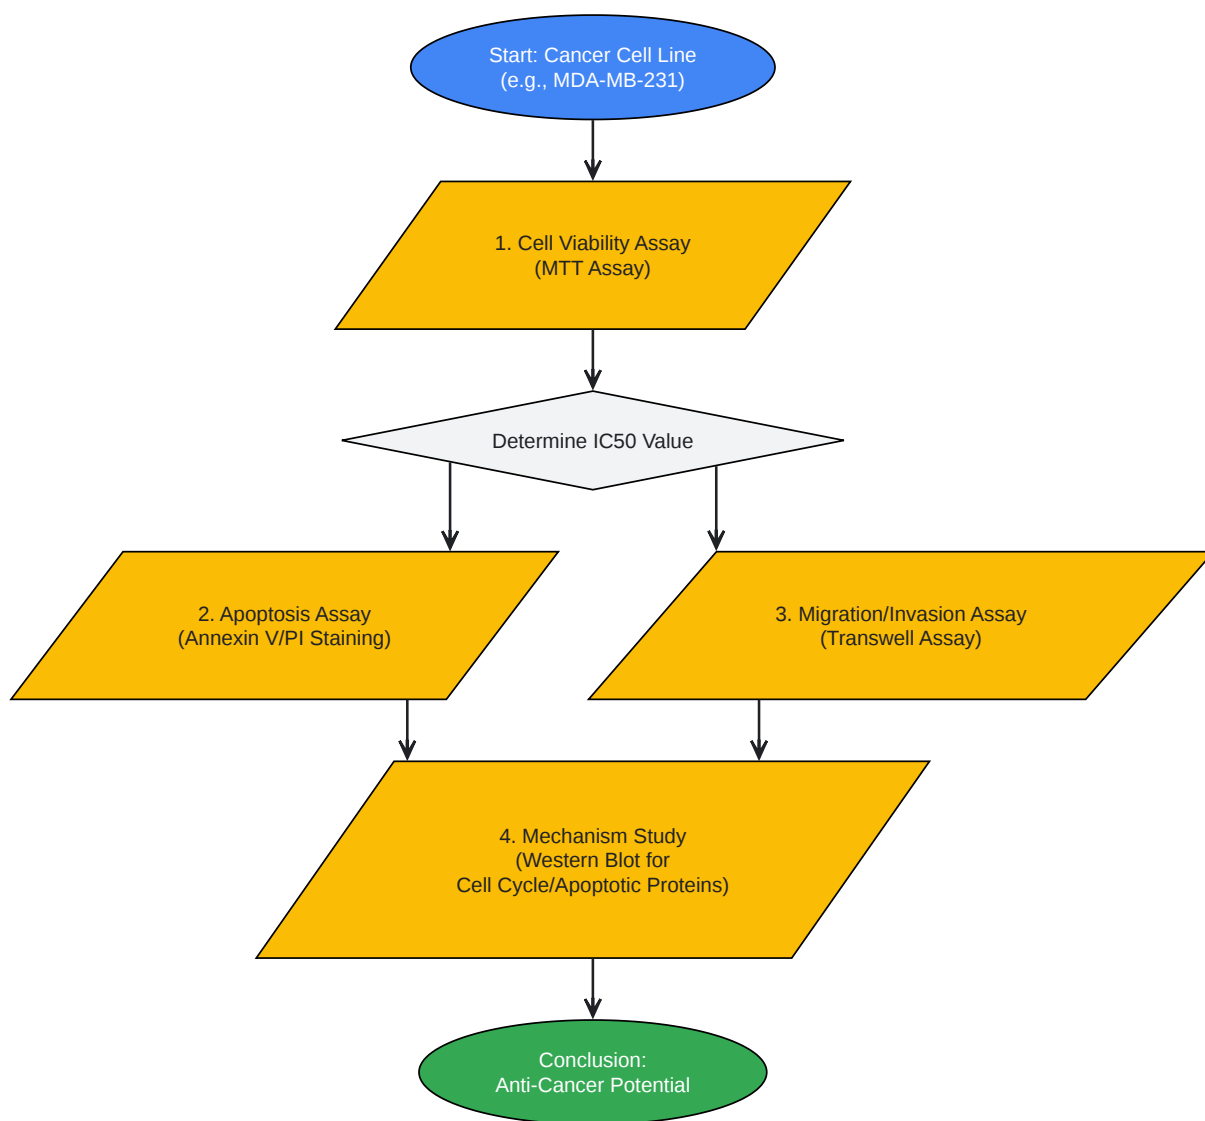 Start: Cancer Cell Line
(e.g., MDA-MB-231)
1. Cell Viability Assay
(MTT Assay)
Determine IC50 Value
2. Apoptosis Assay
(Annexin V/PI Staining)
3. Migration/Invasion Assay
(Transwell Assay)
4. Mechanism Study
(Western Blot for
Cell Cycle/Apoptotic Proteins)
Conclusion:
Anti-Cancer Potential